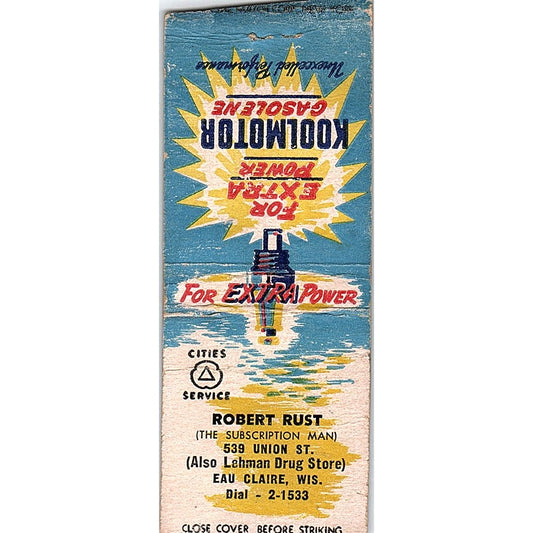 Unexcelled Performance
GASOLENE
KOOLMOTOR
POWER
EXTRA
FOR
FOR EXTRA POWER
CITIES
SERVICE
ROBERT RUST
(THE SUBSCRIPTION MAN)
539 UNION ST.
(Also Lehman Drug Store)
EAU CLAIRE, WIS.
Dial - 2-1533
CLOSE COVER BEFORE STRIKING